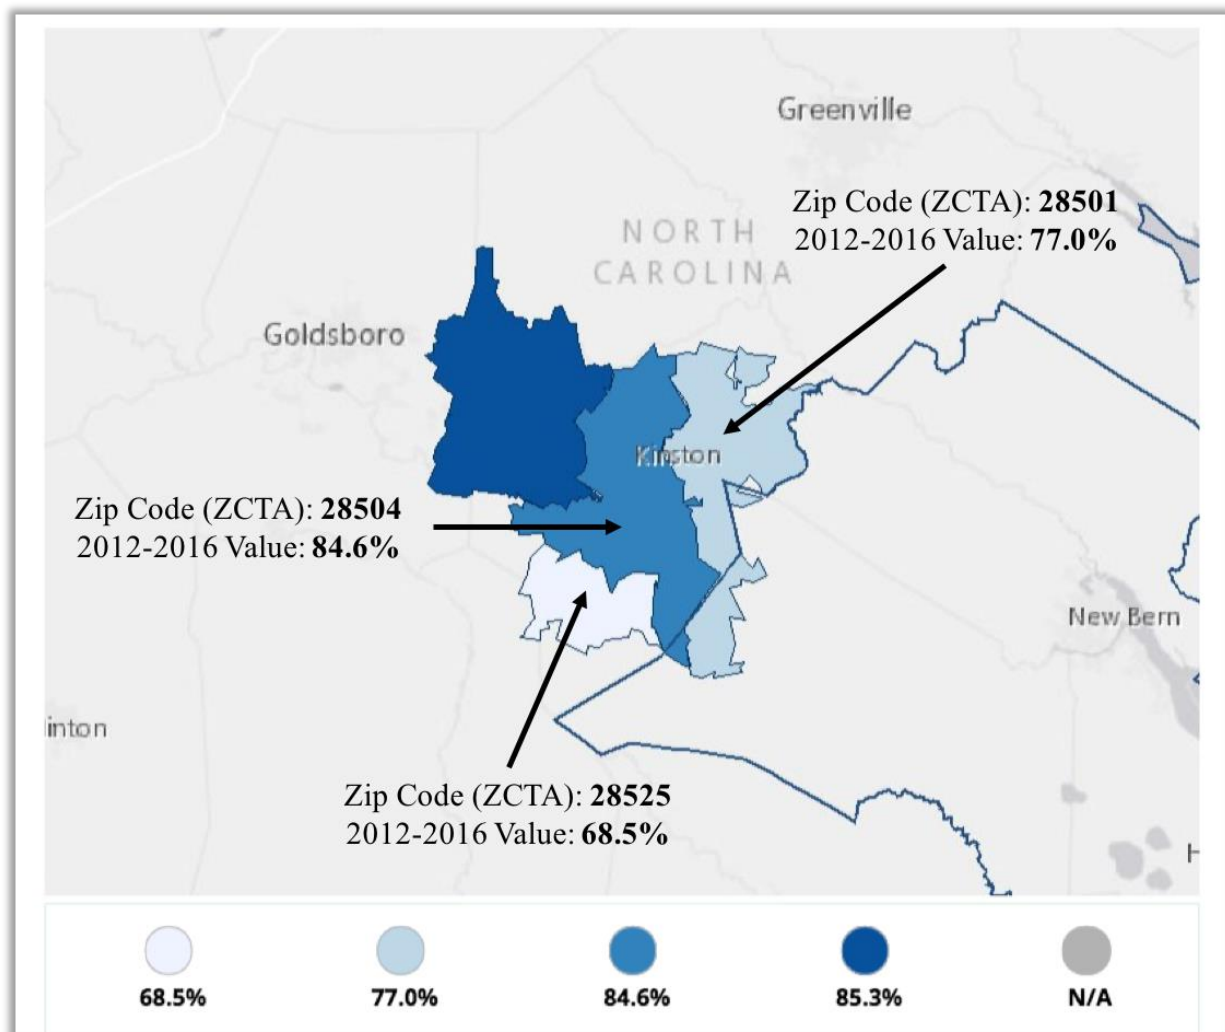 Greenville
Zip Code (ZCTA): 28501
2012-2016 Value: 77.0%
NORTH
CAROLINA
Goldsboro
Kinston
Zip Code (ZCTA): 28504
2012-2016 Value: 84.6%
New Bern
inton
Zip Code (ZCTA): 28525
2012-2016 Value: 68.5%
H
68.5%
77.0%
84.6%
85.3%
N/A